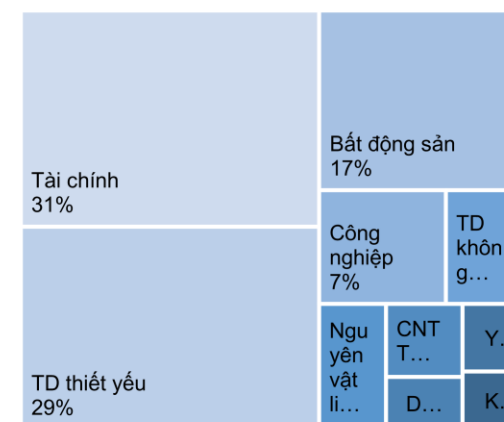 Tài chính
31%
TD thiết yếu
29%
Bất động sản
17%
Công
nghiệp
7%
TD
khôn
g…
Ngu
yên
vật
li…
CNT
T…
D…
Y.
K.